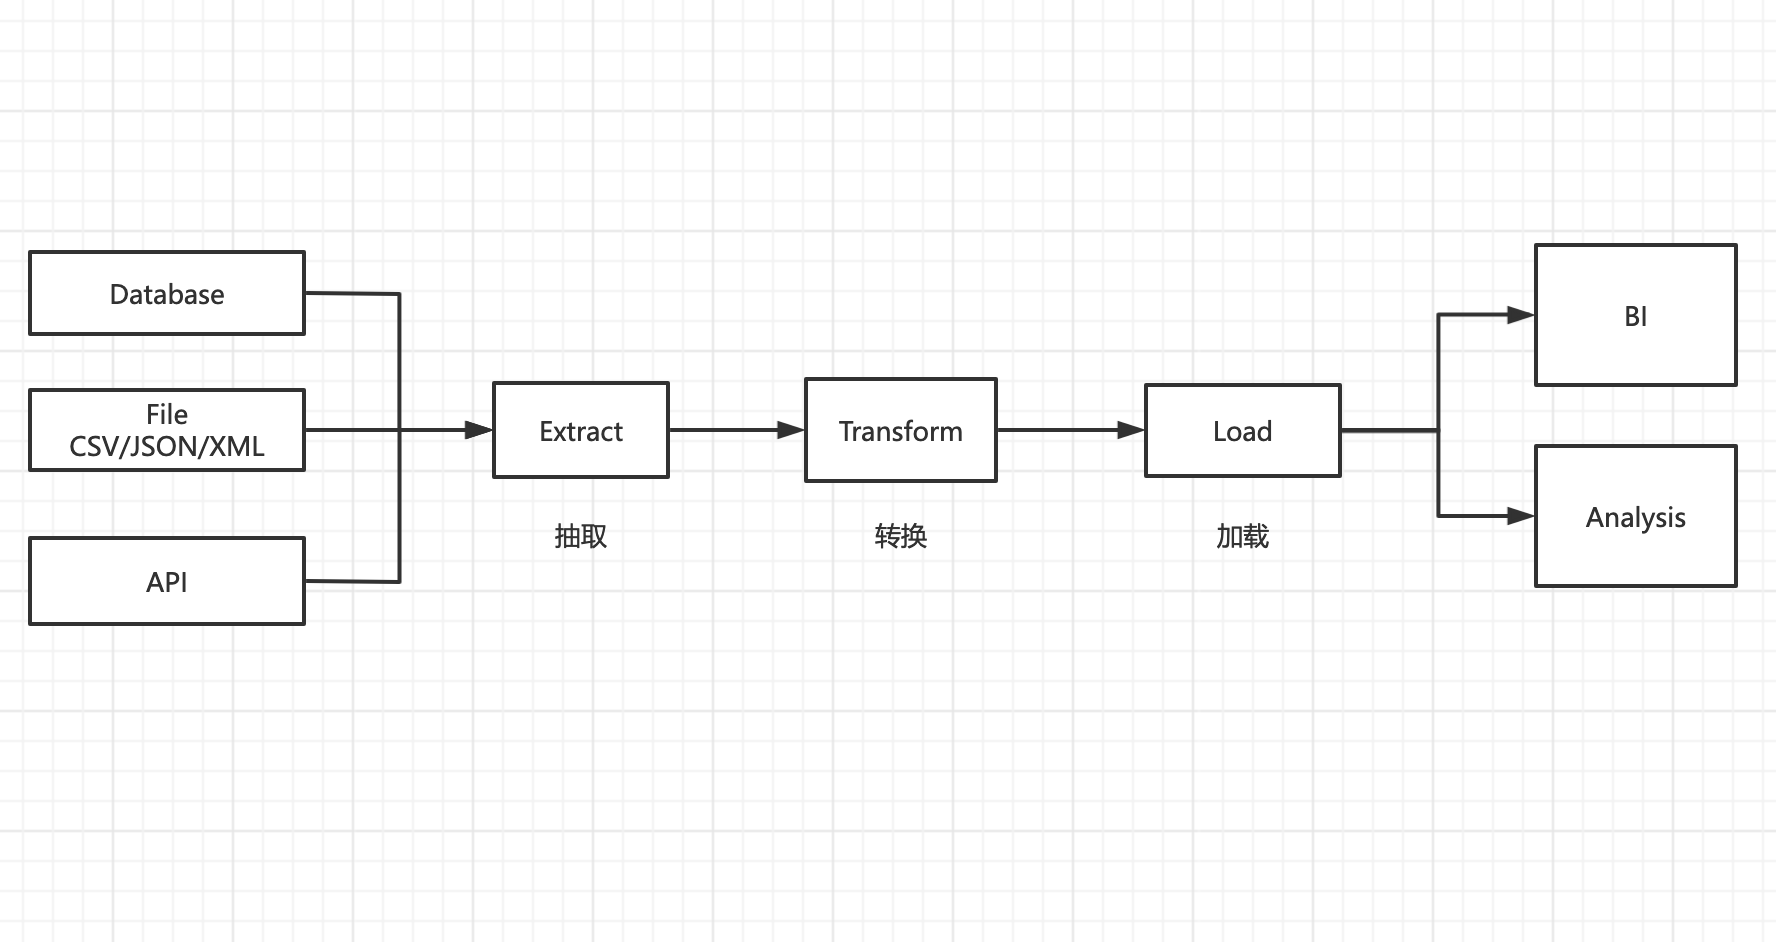 Database
File
CSV/JSON/XML
API
Extract
抽取
Transform
转换
Load
加载
BI
Analysis